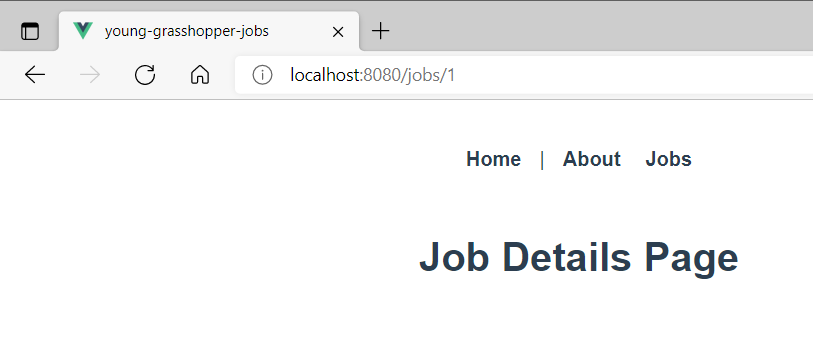 young-grasshopper-jobs
localhost:8080/jobs/1
Home | About Jobs
Job Details Page